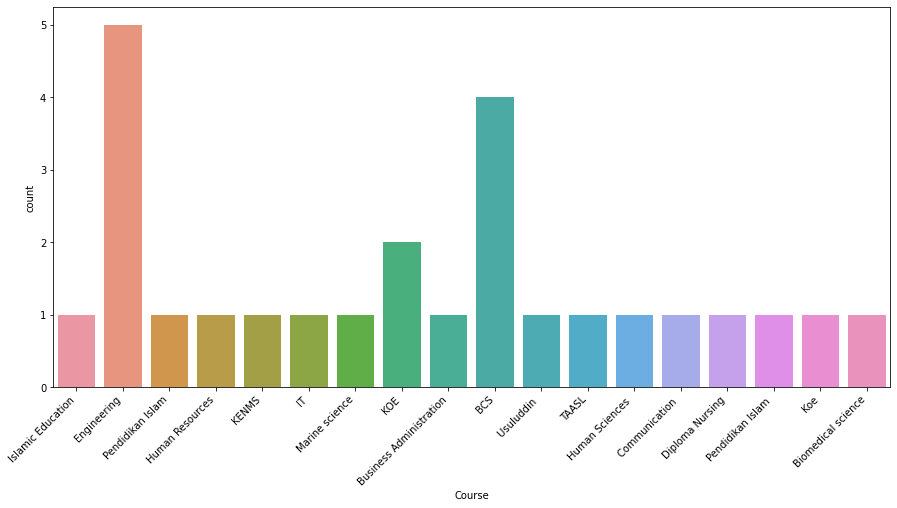 5
4
3
2
1
0
count
Islamic Education
Engineering
Pendidikan Islam
Human Resources
KENMS
IT
Marine science
KOE
Business Administration
BCS
Usuluddin
TAASL
Human Sciences
Communication
Diploma Nursing
Pendidikan Islam
Koe
Biomedical science
Course